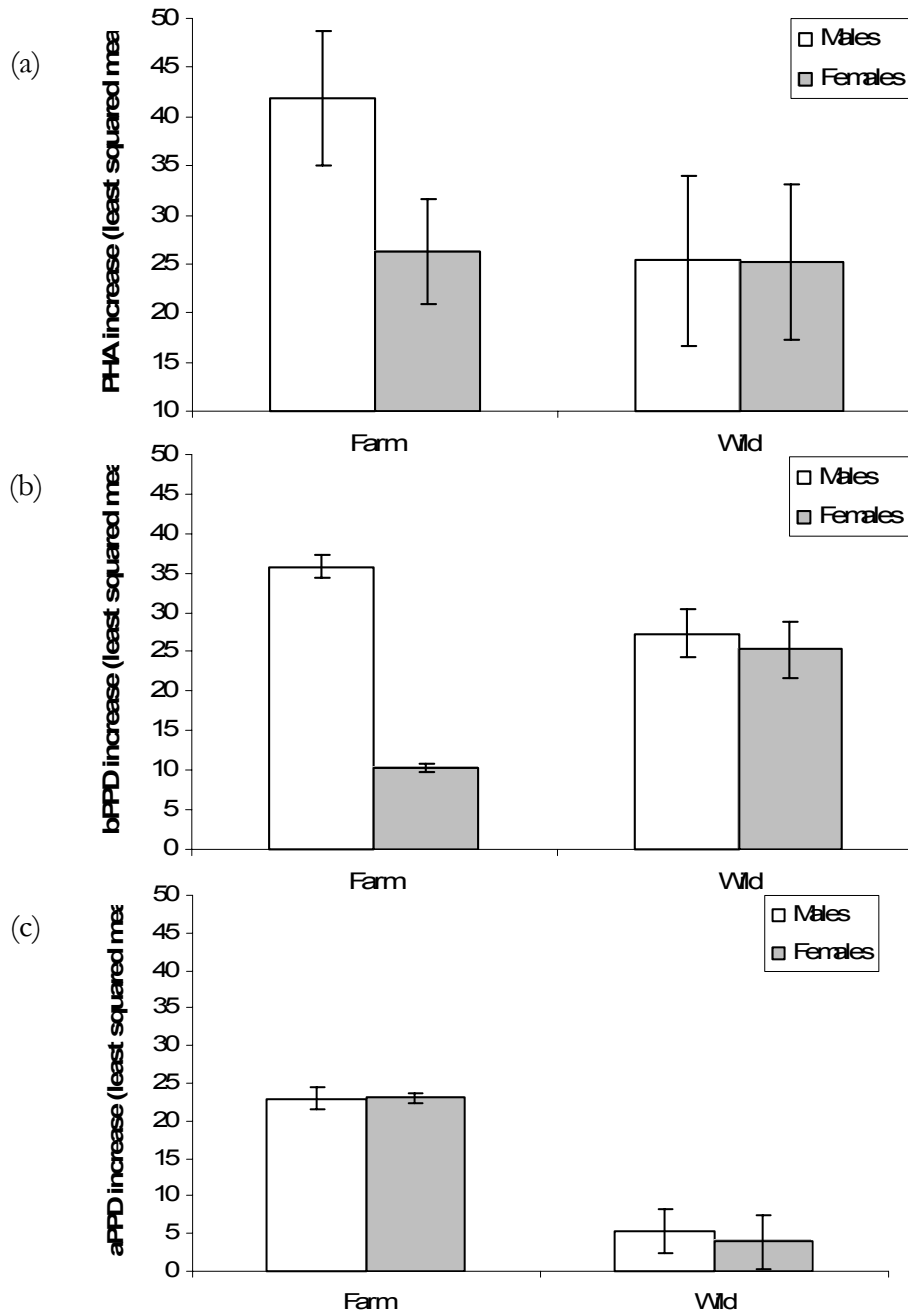 (a)
PHA increase (least squared mea
50
45
40
35
30
25
20
15
10
Males
Females
Farm Wild
(b)
bPPD increase (least squared mea
50
45
40
35
30
25
20
15
10
5
0
Males
Females
Farm Wild
(c)
aPPD increase (least squared mea
50
45
40
35
30
25
20
15
10
5
0
Males
Females
Farm Wild